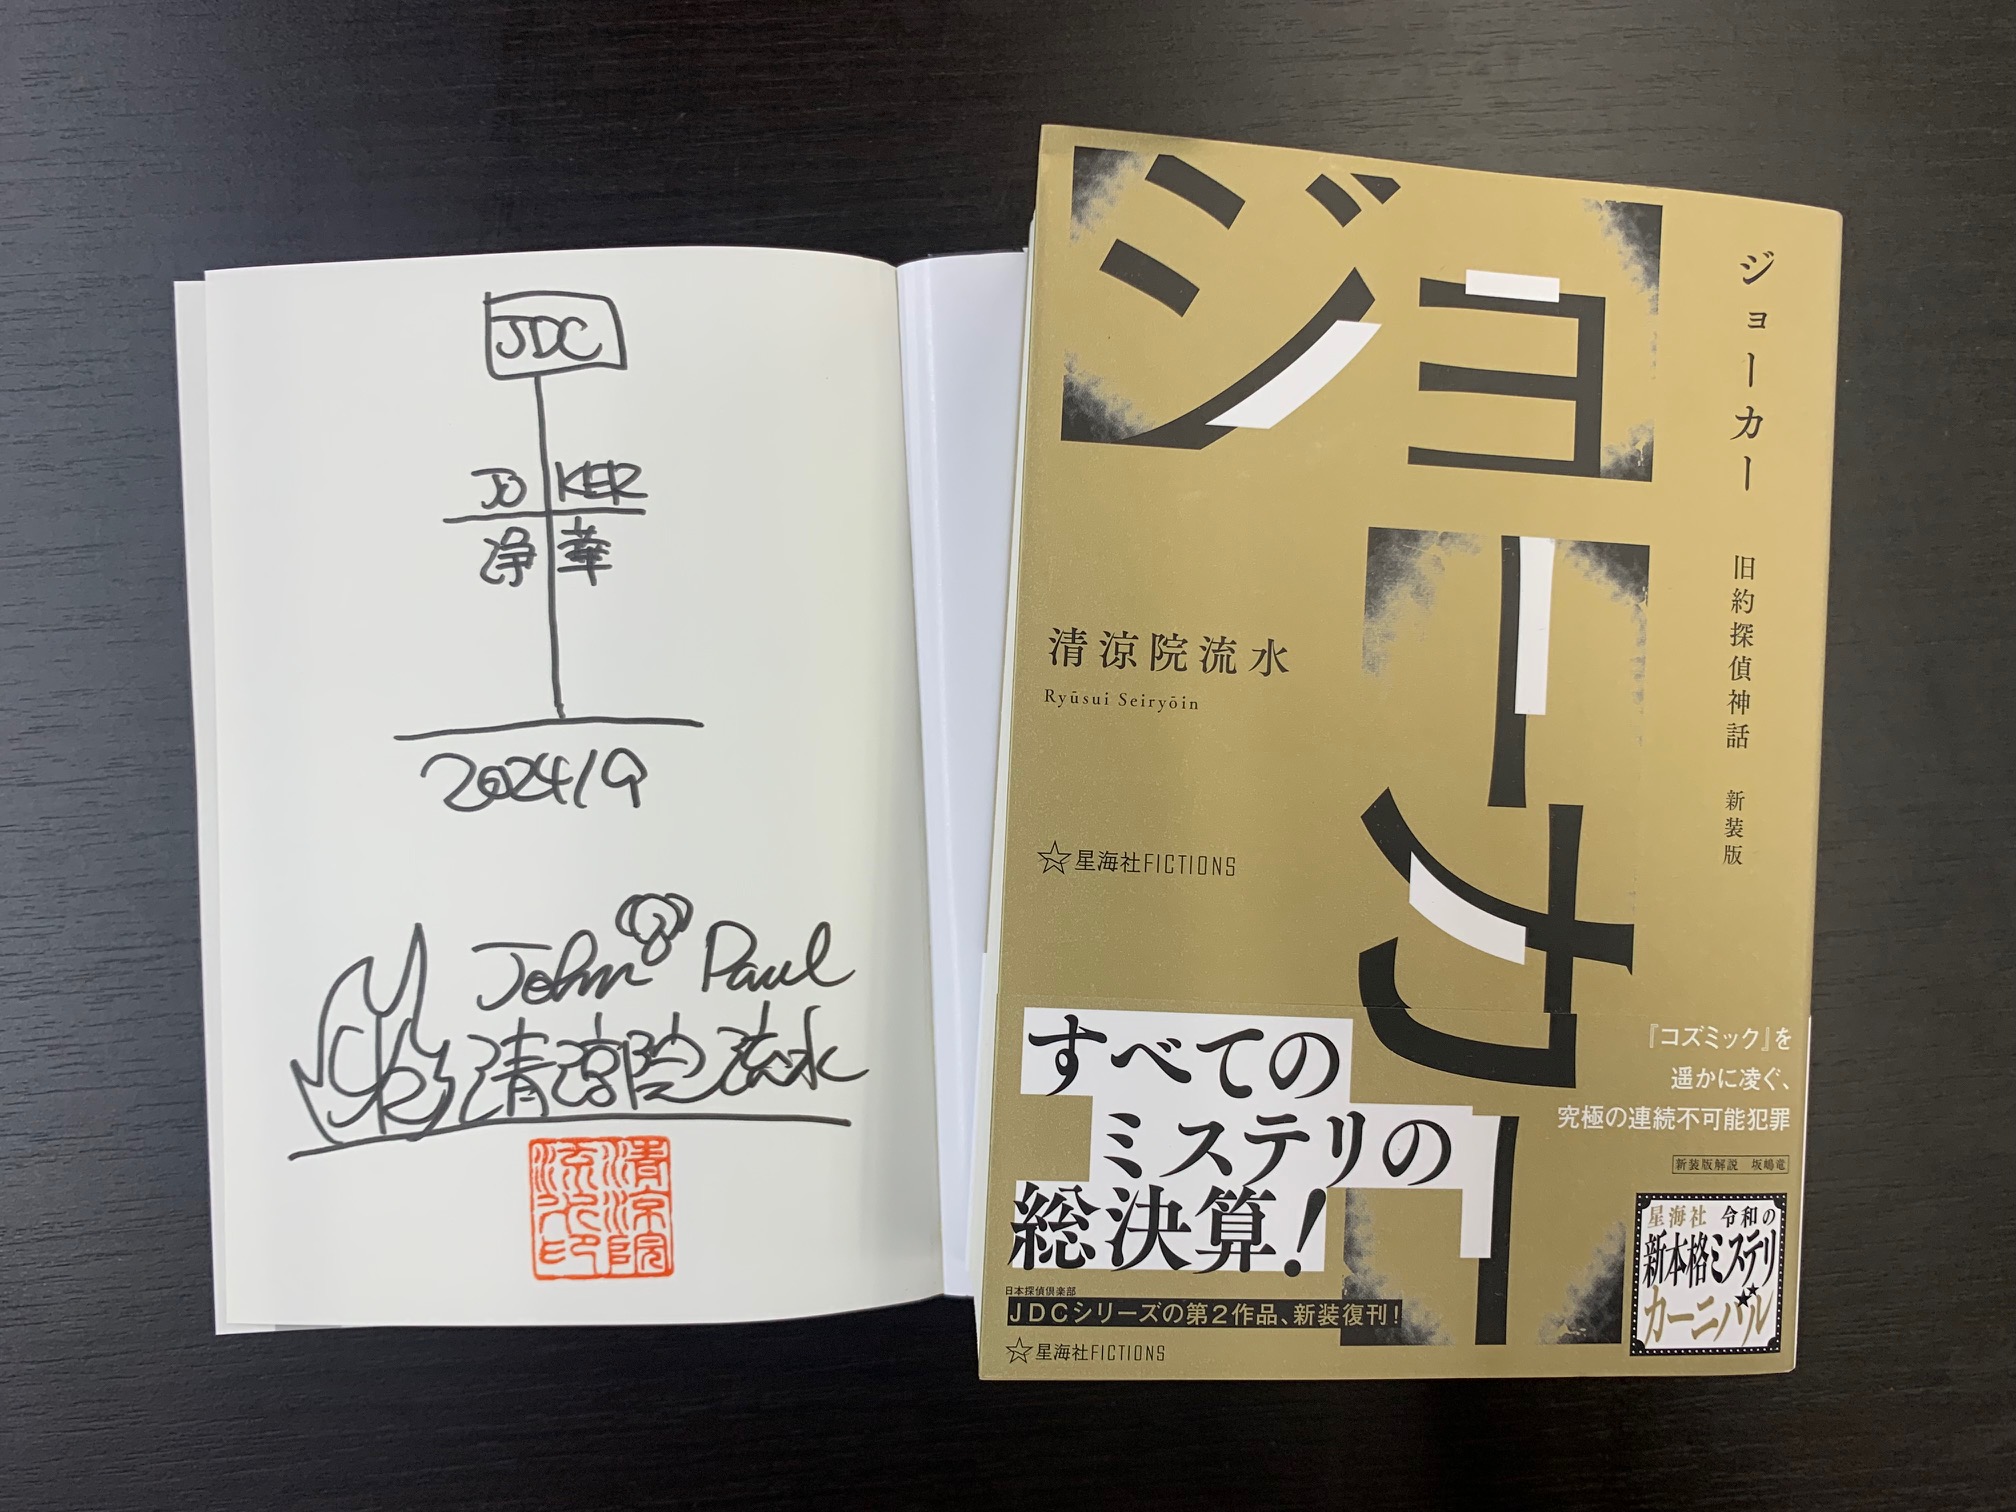 JDC
JO KER
浄 華
2024/9
John Paul
清涼院流水
清涼院
流水印
ジョーカー
ジョーカー 旧約探偵神話 新装版
清涼院流水
Ryūsui Seiryōin
星海社FICTIONS
すべての
ミステリの
総決算!
『コズミック』を
遥かに凌ぐ、
究極の連続不可能犯罪
新装版解説 坂嶋竜
日本探偵倶楽部
JDCシリーズの第2作品、新装復刊!
星海社FICTIONS
星海社 令和の
新本格ミステリ
カーニバル